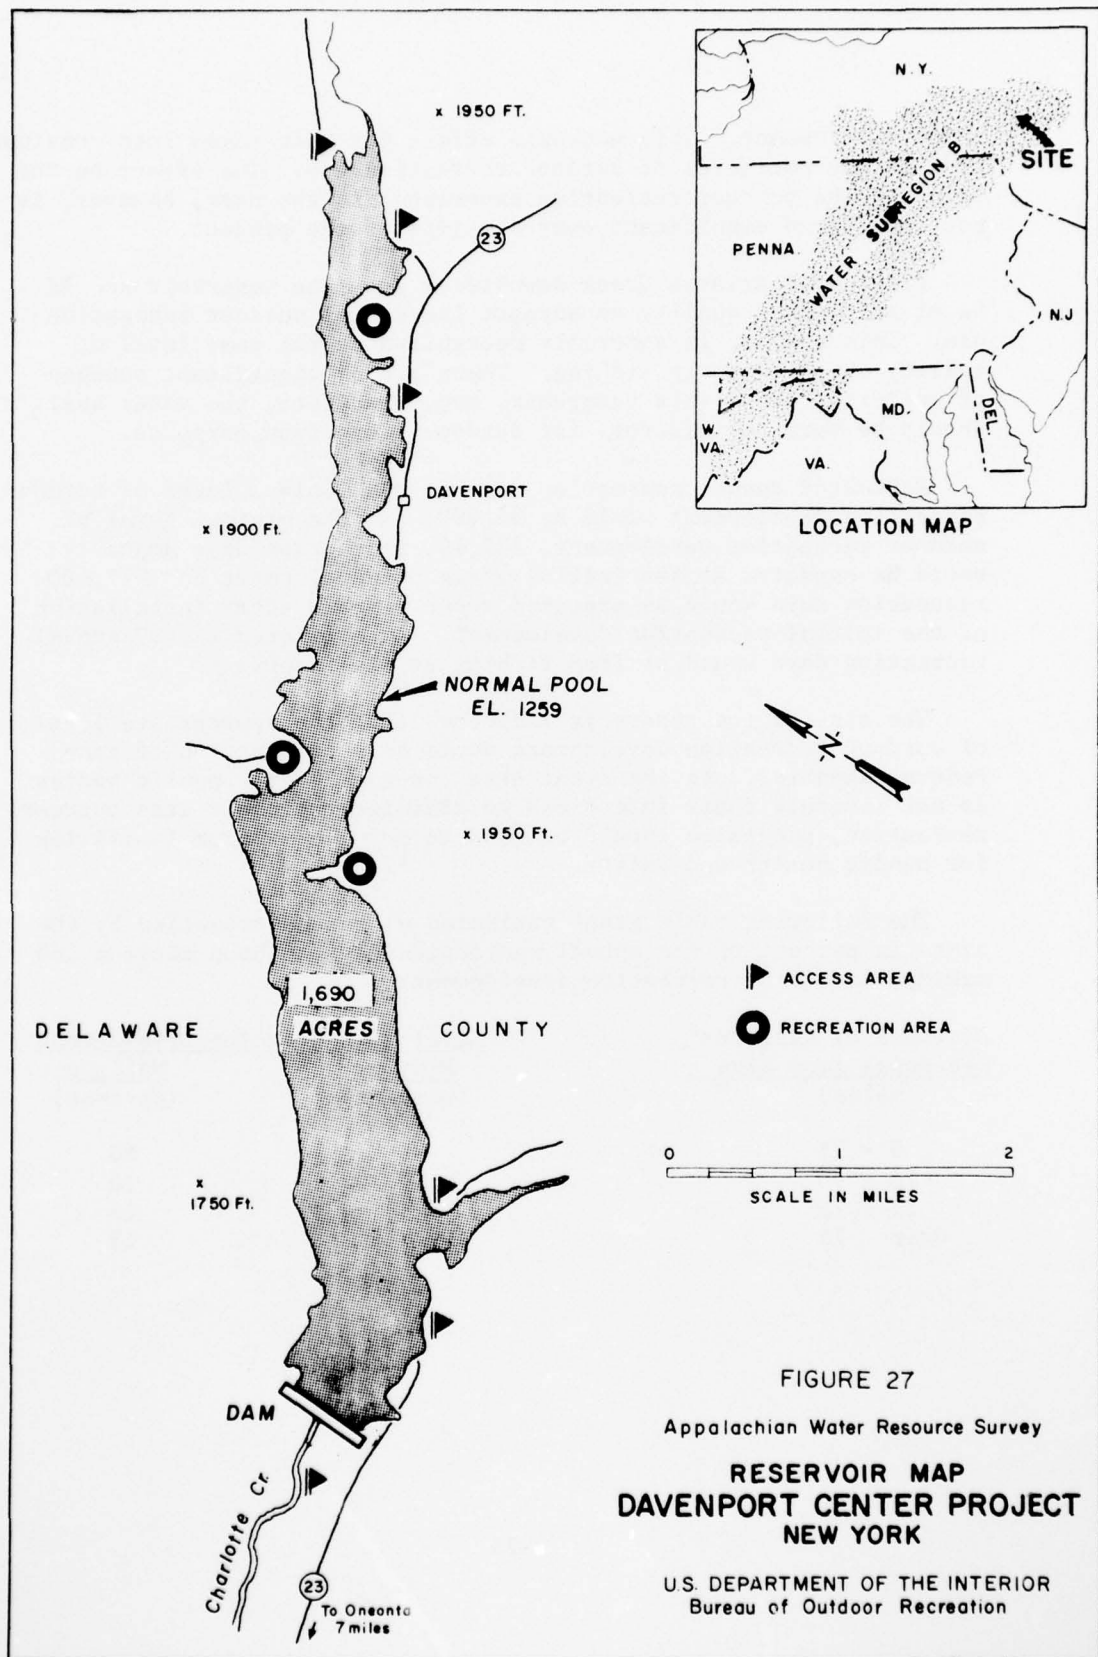 x 1950 FT.
23
DAVENPORT
x 1900 Ft.
NORMAL POOL
EL. 1259
x 1950 Ft.
1,690
ACRES
DELAWARE COUNTY
x
1750 Ft.
DAM
Charlotte Cr.
23
To Oneonta
7 miles
N.Y.
SITE
WATER SUBREGION B
PENNA.
N.J
MD.
DEL.
W.
VA.
VA.
LOCATION MAP
N
ACCESS AREA
RECREATION AREA
0 1 2
SCALE IN MILES
FIGURE 27
Appalachian Water Resource Survey
RESERVOIR MAP
DAVENPORT CENTER PROJECT
NEW YORK
U.S. DEPARTMENT OF THE INTERIOR
Bureau of Outdoor Recreation